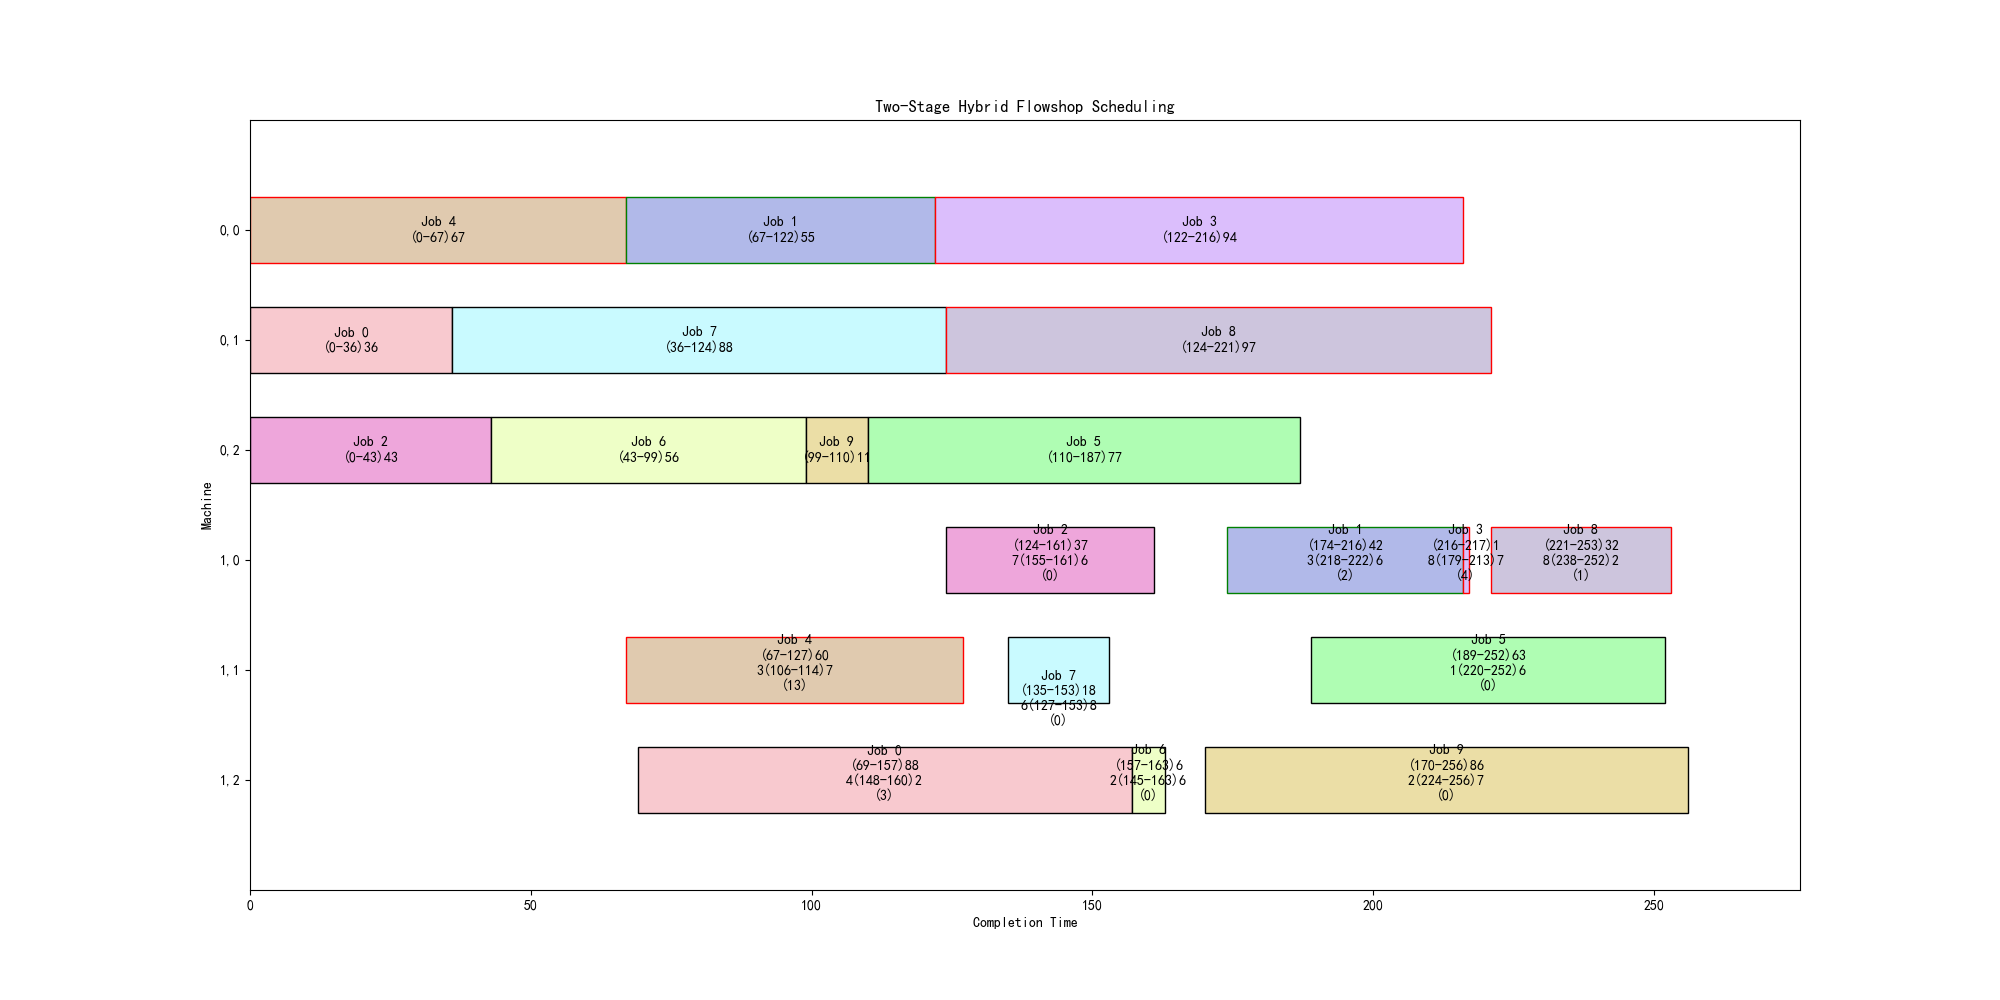 Two-Stage Hybrid Flowshop Scheduling
Machine
0,0
Job 4
(0-67)67
Job 1
(67-122)55
Job 3
(122-216)94
0,1
Job 0
(0-36)36
Job 7
(36-124)88
Job 8
(124-221)97
0,2
Job 2
(0-43)43
Job 6
(43-99)56
Job 9
(99-110)11
Job 5
(110-187)77
1,0
Job 2
(124-161)37
7(155-161)6
(0)
Job 1
(174-216)42
3(218-222)6
(2)
Job 3
(216-217)1
8(179-213)7
(4)
Job 8
(221-253)32
8(238-252)2
(1)
1,1
Job 4
(67-127)60
3(106-114)7
(13)
Job 7
(135-153)18
6(127-153)8
(0)
Job 5
(189-252)63
1(220-252)6
(0)
1,2
Job 0
(69-157)88
4(148-160)2
(3)
Job 6
(157-163)6
2(145-163)6
(0)
Job 9
(170-256)86
2(224-256)7
(0)
0 50 100 150 200 250
Completion Time